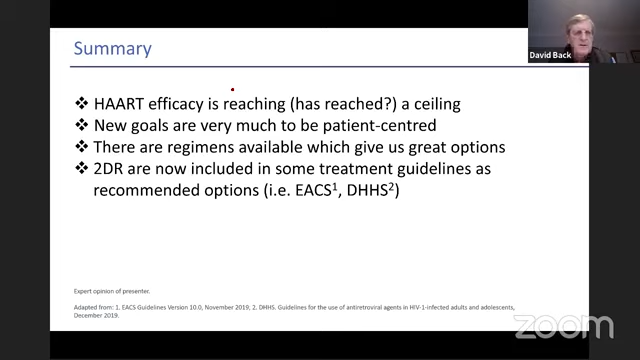 Summary
David Back
❖ HAART efficacy is reaching (has reached?) a ceiling
❖ New goals are very much to be patient-centred
❖ There are regimens available which give us great options
❖ 2DR are now included in some treatment guidelines as
recommended options (i.e. EACS¹, DHHS²)
Expert opinion of presenter.
Adapted from: 1. EACS Guidelines Version 10.0, November 2019; 2. DHHS. Guidelines for the use of antiretroviral agents in HIV-1-infected adults and adolescents,
December 2019.
zoom